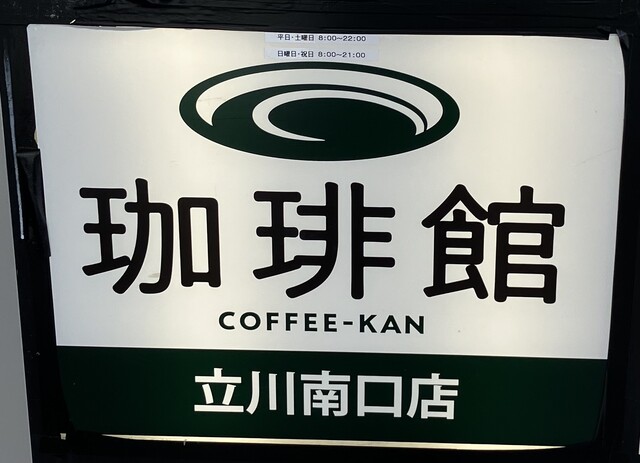 平日・土曜日 8:00〜22:00
日曜日・祝日 8:00〜21:00
珈琲館
COFFEE-KAN
立川南口店